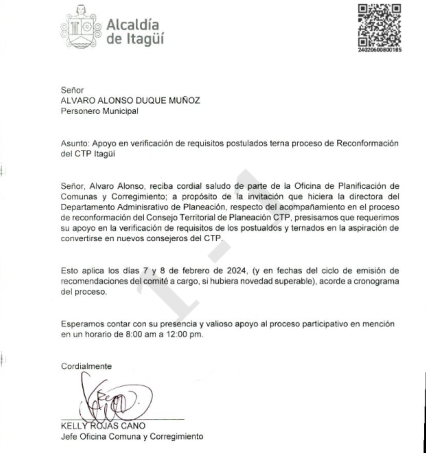 Alcaldía
de Itagüí
24020600800185
Señor
ALVARO ALONSO DUQUE MUÑOZ
Personero Municipal
Asunto: Apoyo en verificación de requisitos postulados terna proceso de Reconformación
del CTP Itagüí
Señor, Alvaro Alonso, reciba cordial saludo de parte de la Oficina de Planificación de
Comunas y Corregimiento; a propósito de la invitación que hiciera la directora del
Departamento Adminisrativo de Planeación, respecto del acompañamiento en el proceso
de reconformación del Consejo Territorial de Planeación CTP, presisamos que requerimos
su apoyo en la verificación de requisitos de los postualdos y ternados en la aspiración de
convertirse en nuevos consejeros del CTP.
Esto aplica los días 7 y 8 de febrero de 2024, (y en fechas del ciclo de emisión de
recomendaciones del comité a cargo, si hubiera novedad superable), acorde a cronograma
del proceso.
Esperamos contar con su presencia y valioso apoyo al proceso participativo en mención
en un horario de 8:00 am a 12:00 pm.
Cordialmente
KELLY ROJAS CANO
Jefe Oficina Comuna y Corregimiento
1 - 1